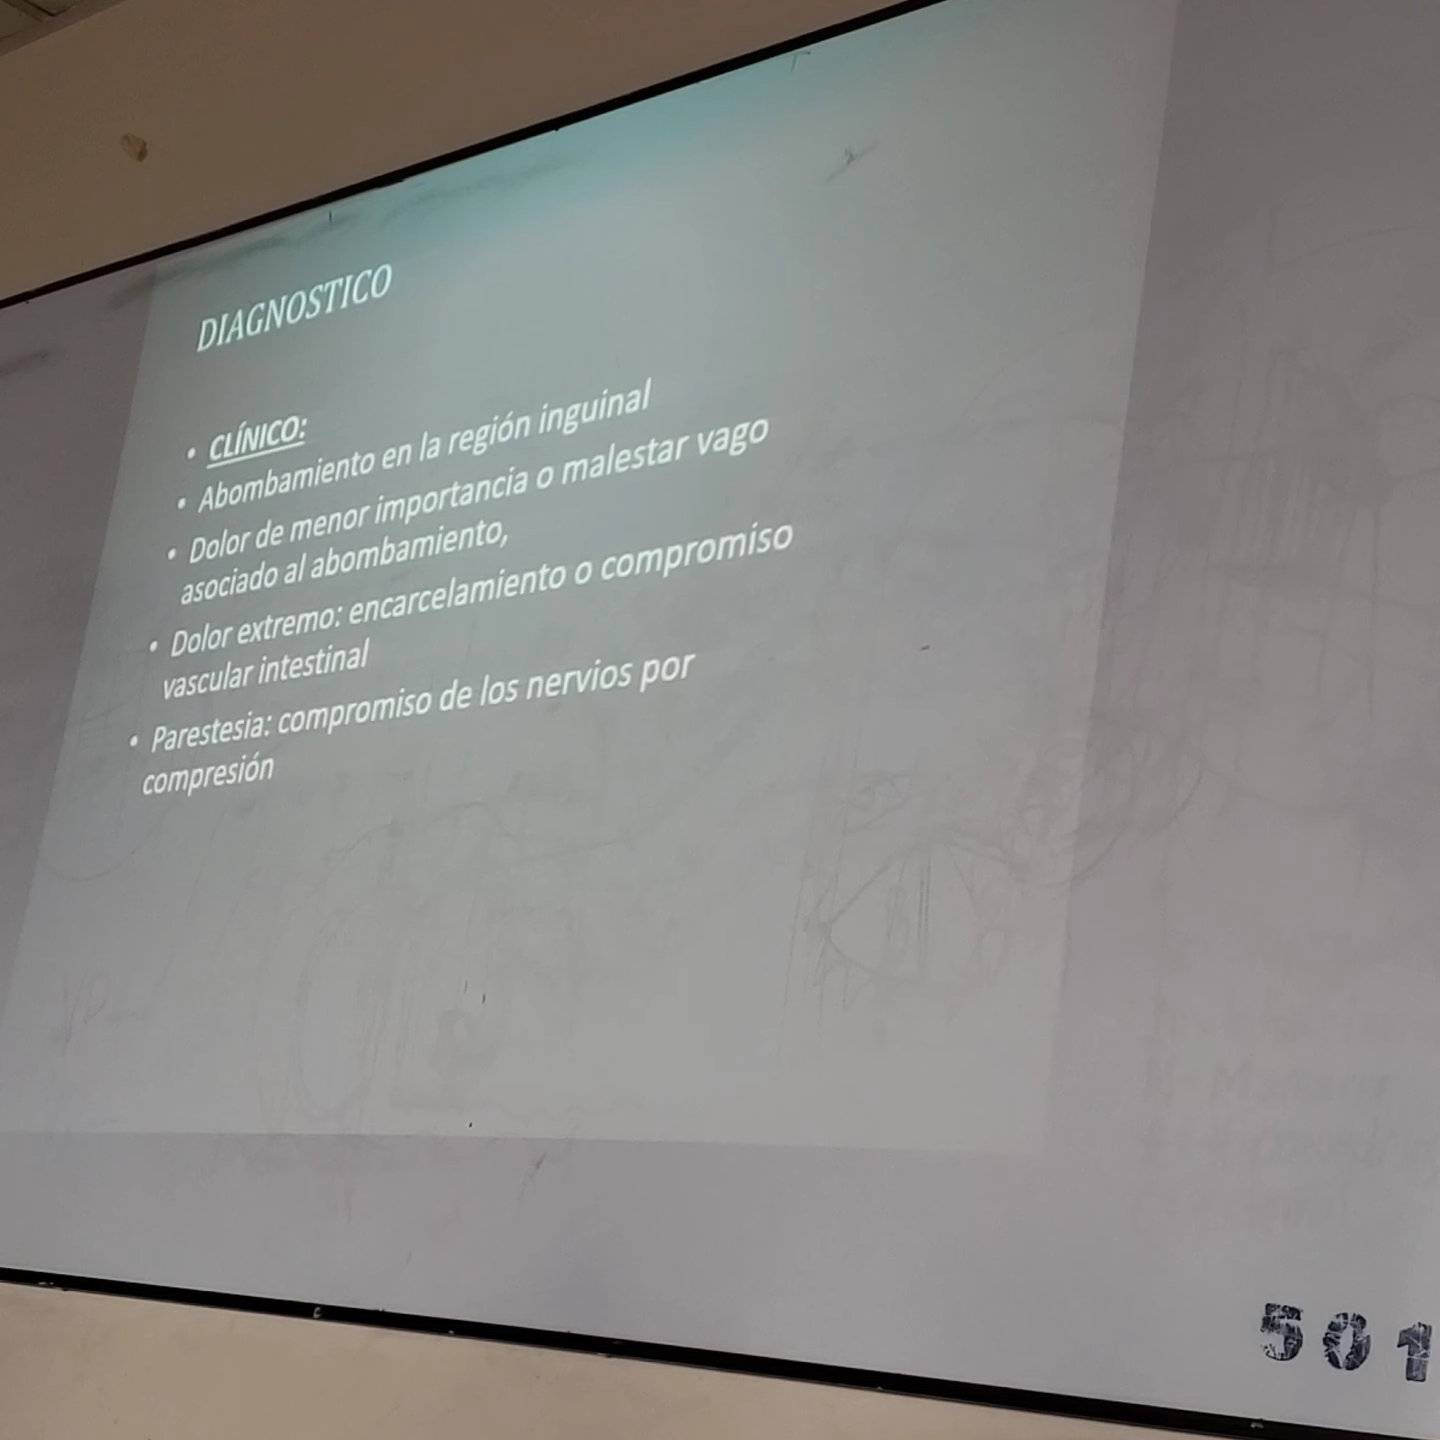 DIAGNOSTICO
• CLÍNICO:
• Abombamiento en la región inguinal
• Dolor de menor importancia o malestar vago
asociado al abombamiento,
• Dolor extremo: encarcelamiento o compromiso
vascular intestinal
• Parestesia: compromiso de los nervios por
compresión
501